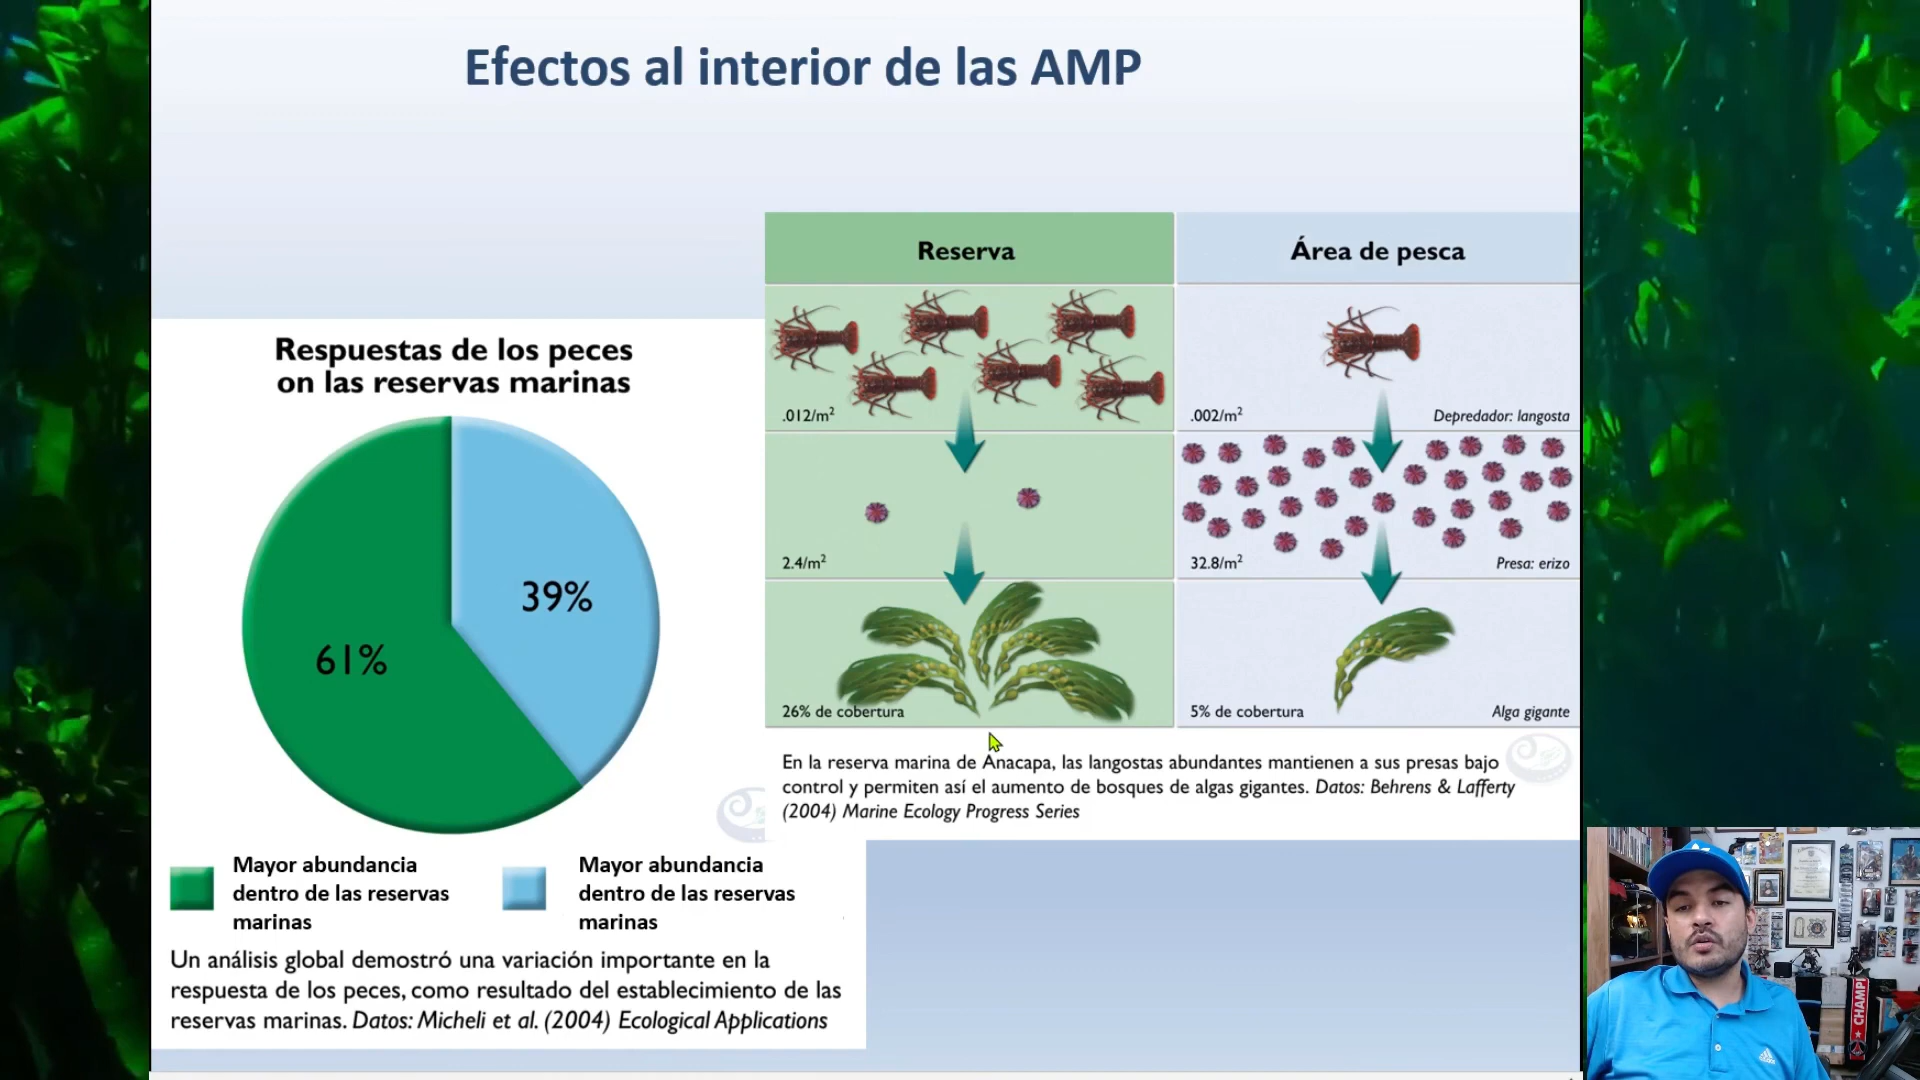 Efectos al interior de las AMP
Respuestas de los peces
on las reservas marinas
61%
39%
Mayor abundancia
dentro de las reservas
marinas
Mayor abundancia
dentro de las reservas
marinas
Un análisis global demostró una variación importante en la
respuesta de los peces, como resultado del establecimiento de las
reservas marinas. Datos: Micheli et al. (2004) Ecological Applications
Reserva
Área de pesca
.012/m²
.002/m²
Depredador: langosta
2.4/m²
32.8/m²
Presa: erizo
26% de cobertura
5% de cobertura
Alga gigante
En la reserva marina de Anacapa, las langostas abundantes mantienen a sus presas bajo
control y permiten así el aumento de bosques de algas gigantes. Datos: Behrens & Lafferty
(2004) Marine Ecology Progress Series
CHAMPI